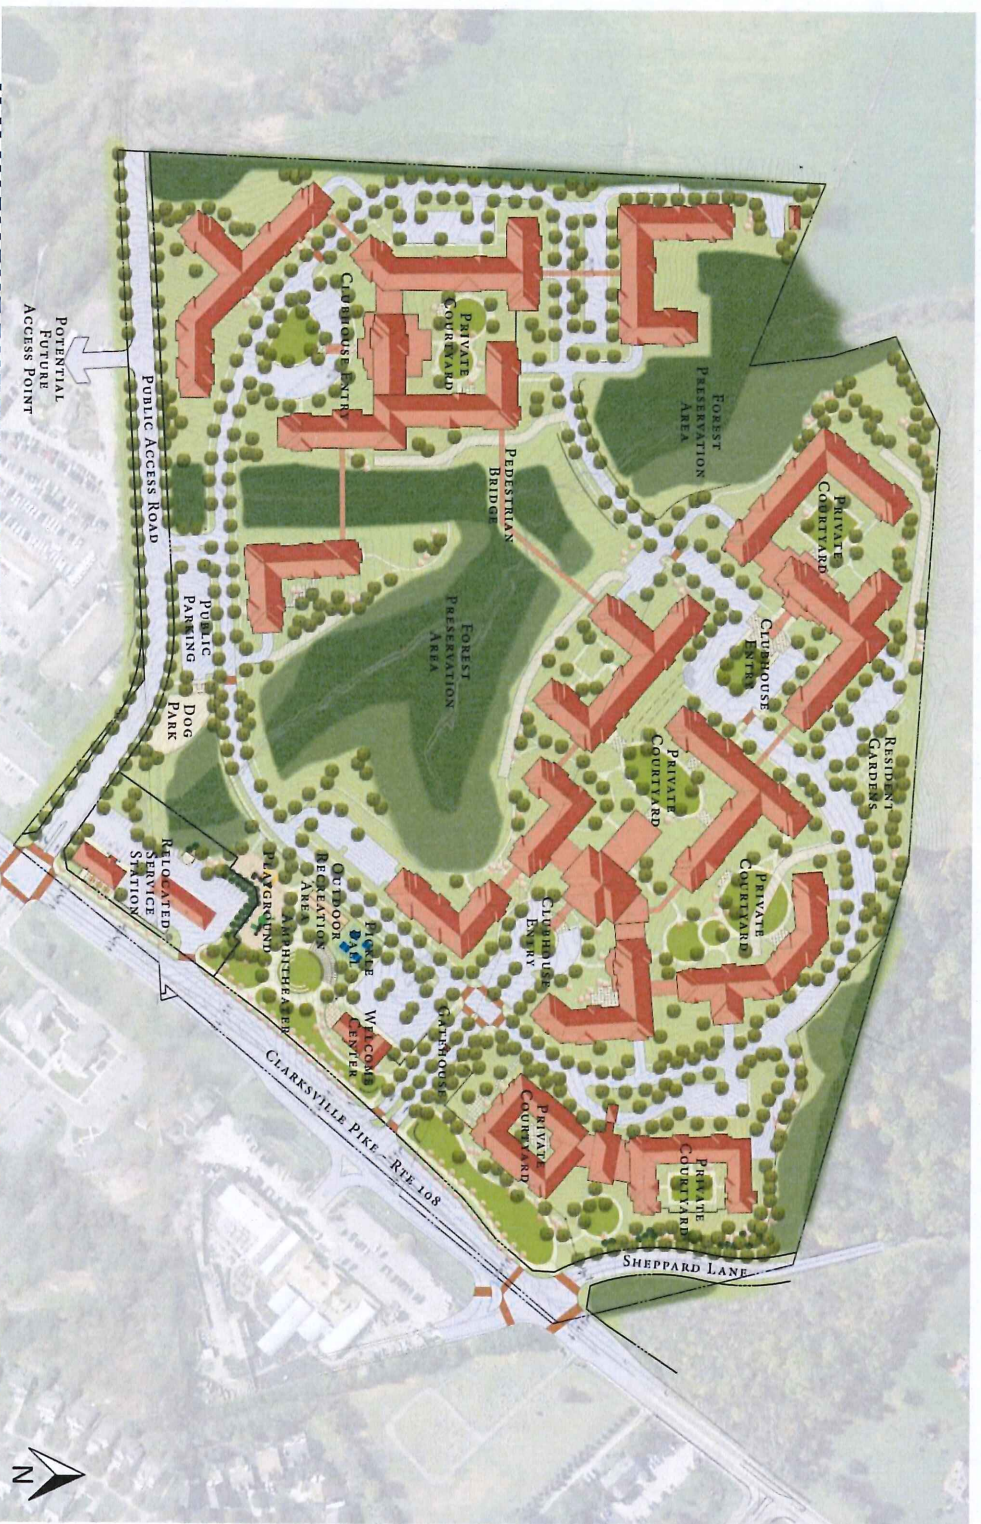 PRIVATE
COURTYARD
CLUBHOUSE ENTRY
FOREST
PRESERVATION
AREA
PEDESTRIAN
BRIDGE
PRIVATE
COURTYARD
CLUBHOUSE
ENTRY
RESIDENT
GARDENS
FOREST
PRESERVATION
AREA
PRIVATE
COURTYARD
PRIVATE
COURTYARD
POTENTIAL
FUTURE
ACCESS POINT
PUBLIC ACCESS ROAD
PUBLIC
PARKING
DOG
PARK
CLUBHOUSE
ENTRY
RELOCATED
SERVICE
STATION
PLAYGROUND
OUTDOOR
RECREATION
AREA
AMPHITHEATER
PICKLE
BALL
WELCOME
CENTER
GATEHOUSE
PRIVATE
COURTYARD
PRIVATE
COURTYARD
CLARKSVILLE PIKE - RTE 108
SHEPPARD LANE
N